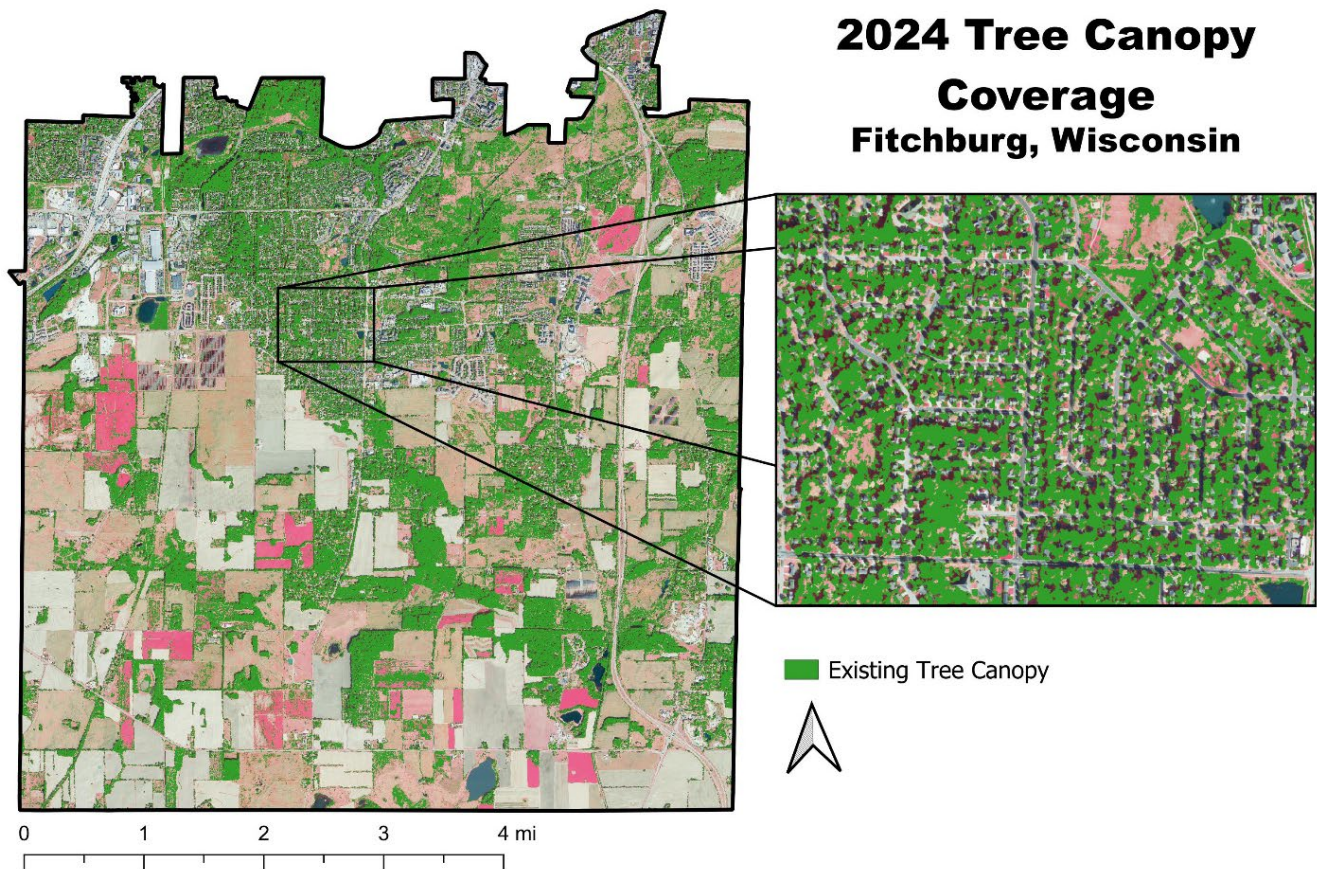 2024 Tree Canopy
Coverage
Fitchburg, Wisconsin
Existing Tree Canopy
0 1 2 3 4 mi